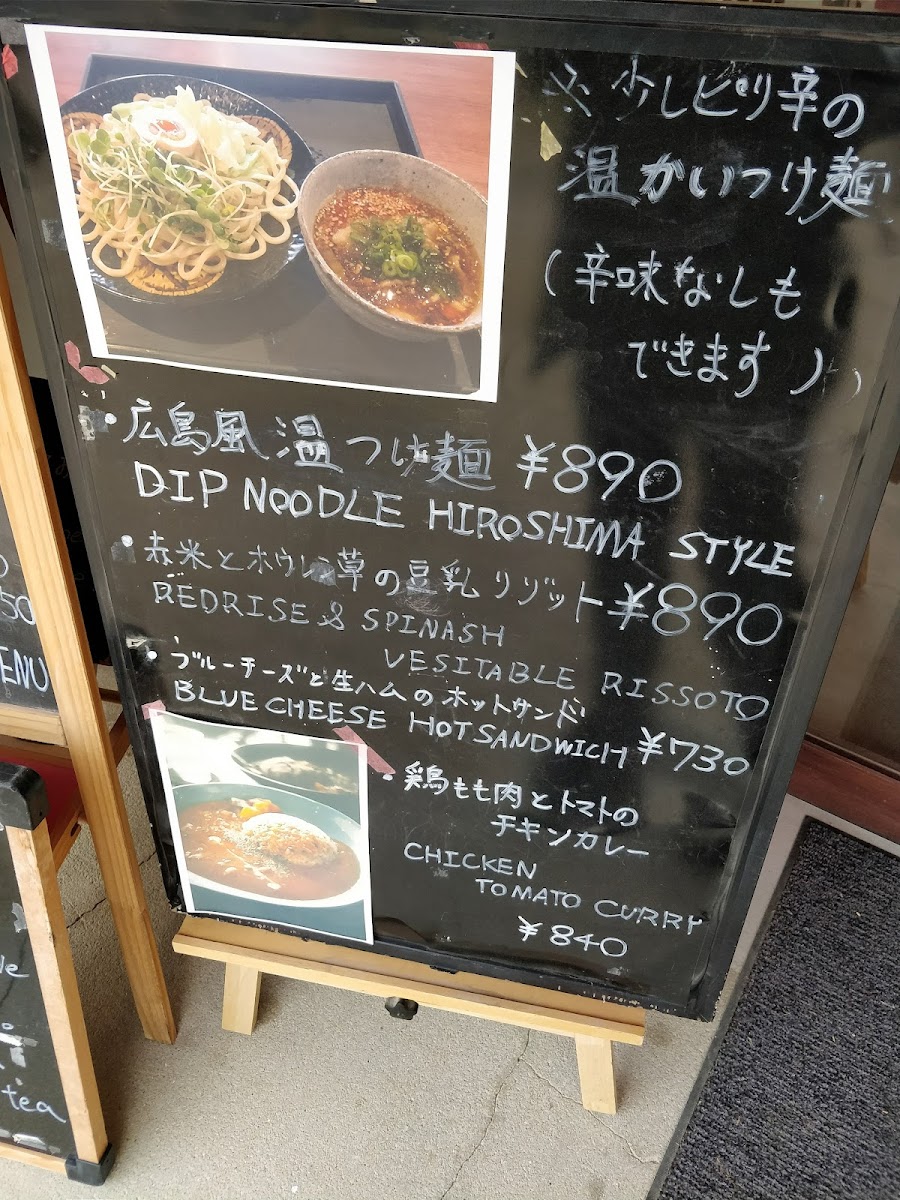 ※少しピリ辛の
温かいつけ麺
(辛味なしも
できます)
・広島風温つけ麺 ¥890
DIP NOODLE HIROSHIMA STYLE
・赤米とホウレン草の豆乳リゾット ¥890
REDRISE & SPINASH
VESITABLE RISSOTO
・ブルーチーズと生ハムのホットサンド
BLUE CHEESE HOTSANDWICH ¥730
・鶏もも肉とトマトの
チキンカレー
CHICKEN
TOMATO CURRY
¥840
50
ENU
le
tea